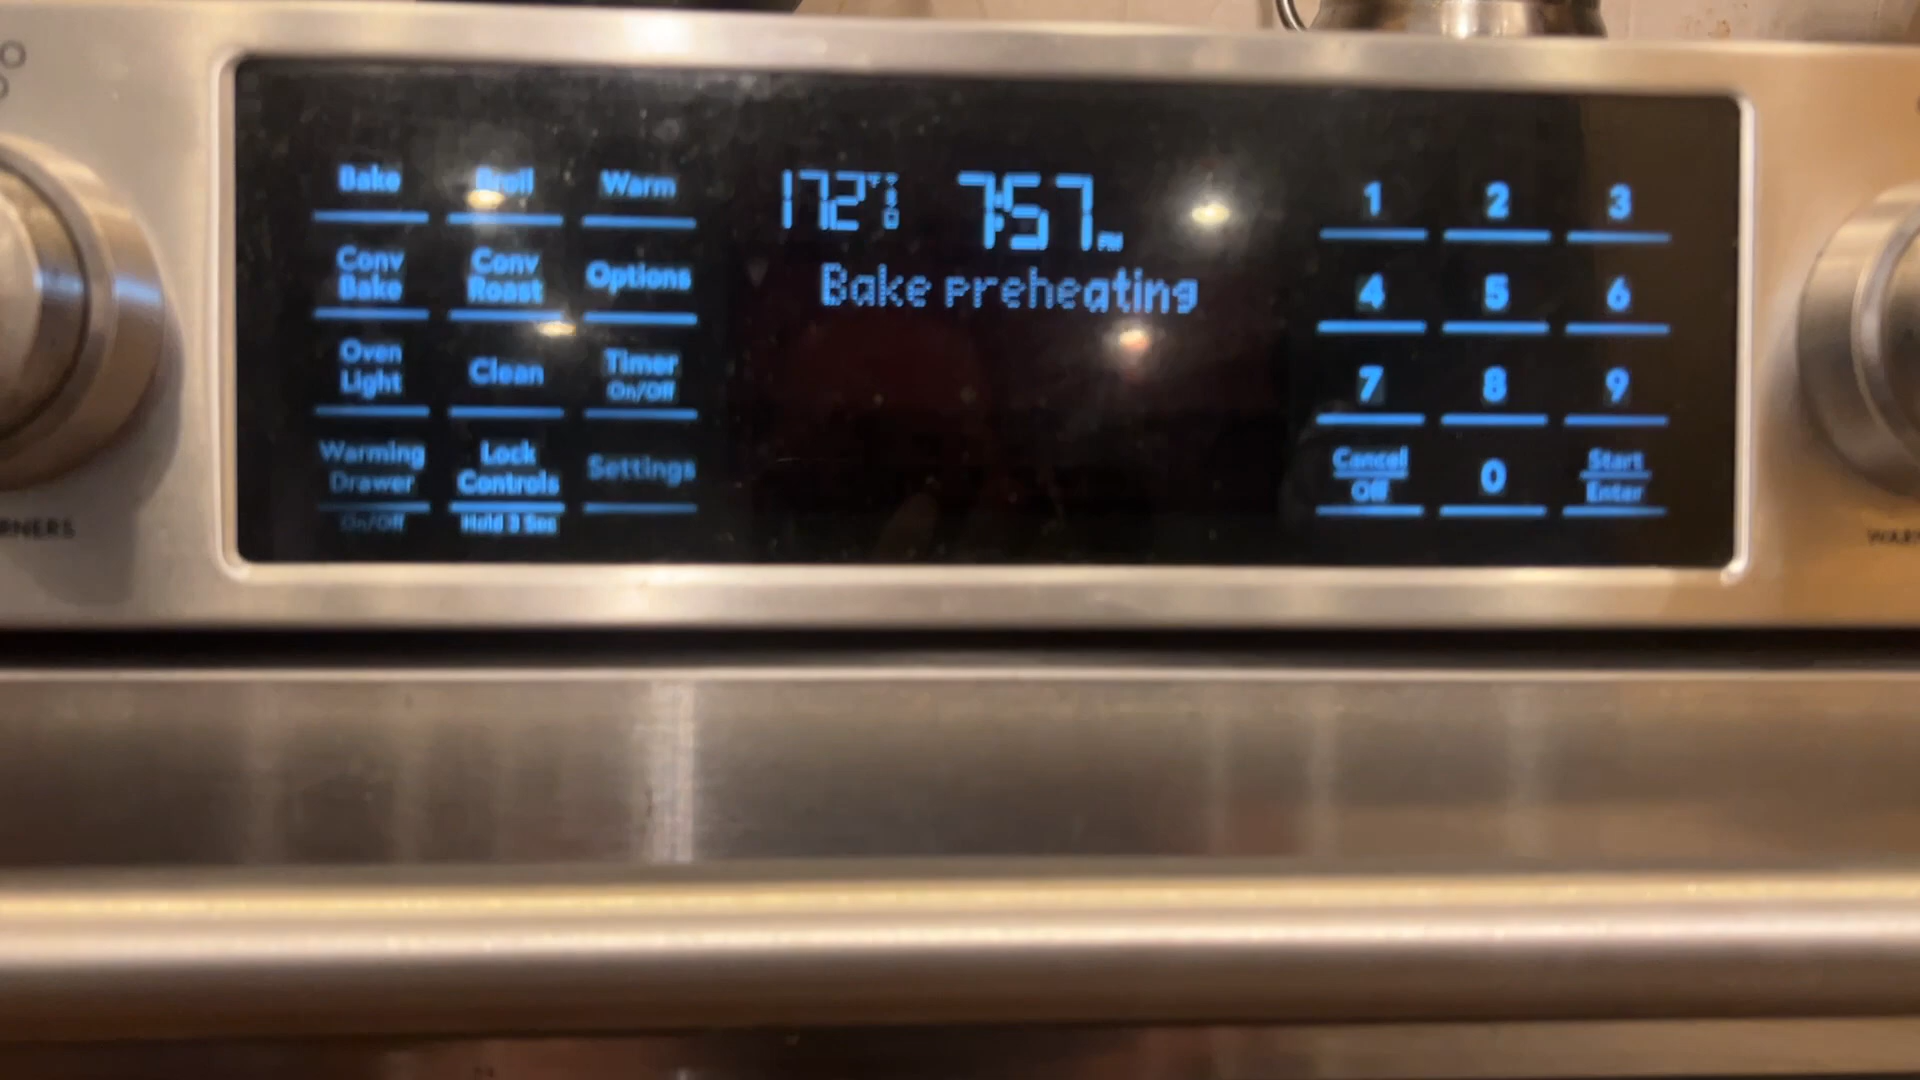 Bake Broil Warm
172°F 7:57 PM
Bake preheating
Conv Bake
Conv Roast
Options
Oven Light
Clean
Timer
On/Off
Warming Drawer
On/Off
Lock Controls
Hold 3 Sec
Settings
1 2 3
4 5 6
7 8 9
Cancel
Off
0
Start
Enter